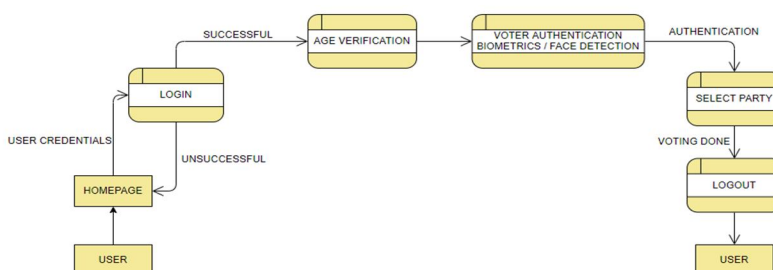 SUCCESSFUL
AGE VERIFICATION
VOTER AUTHENTICATION
BIOMETRICS / FACE DETECTION
AUTHENTICATION
LOGIN
SELECT PARTY
USER CREDENTIALS
UNSUCCESSFUL
VOTING DONE
HOMEPAGE
LOGOUT
USER
USER